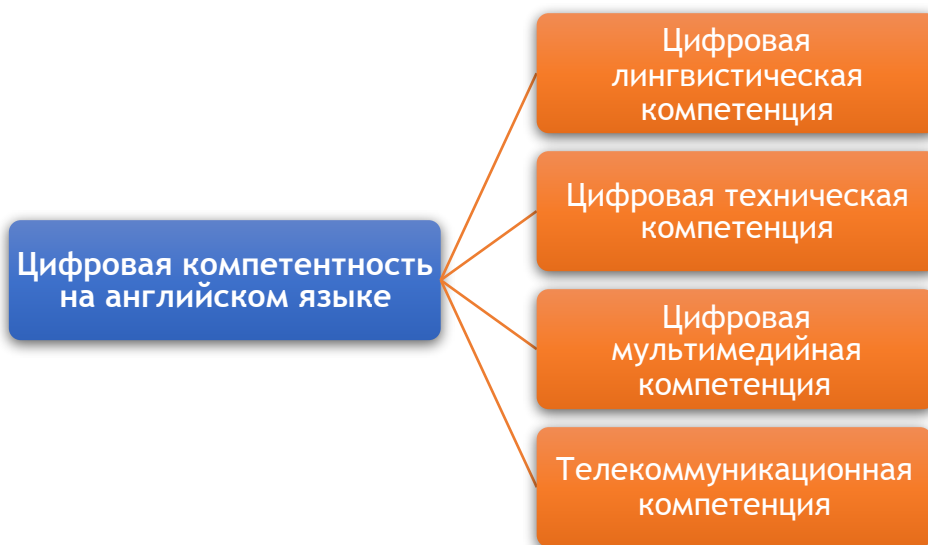 Цифровая компетентность
на английском языке
Цифровая
лингвистическая
компетенция
Цифровая техническая
компетенция
Цифровая
мультимедийная
компетенция
Телекоммуникационная
компетенция